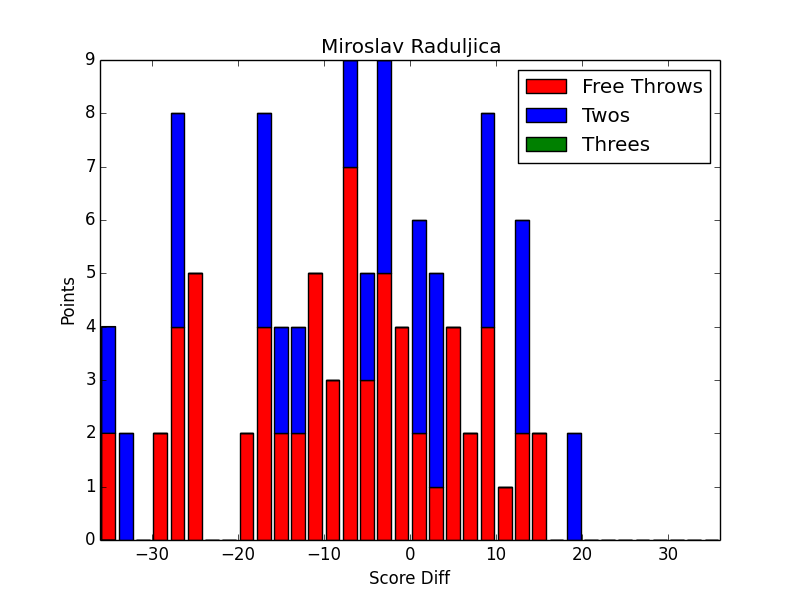 Miroslav Raduljica
Free Throws
Twos
Threes
9
8
7
6
5
4
3
2
1
0
Points
−30 −20 −10 0 10 20 30
Score Diff